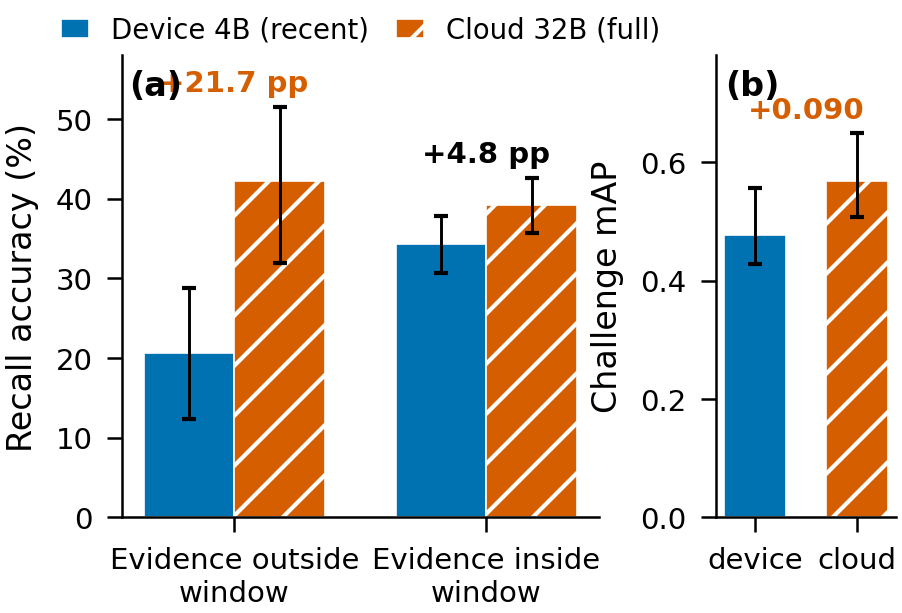 Device 4B (recent) Cloud 32B (full)
(a) +21.7 pp
+4.8 pp
Recall accuracy (%)
50
40
30
20
10
0
Evidence outside window
Evidence inside window
(b)
+0.090
Challenge mAP
0.6
0.4
0.2
0.0
device cloud